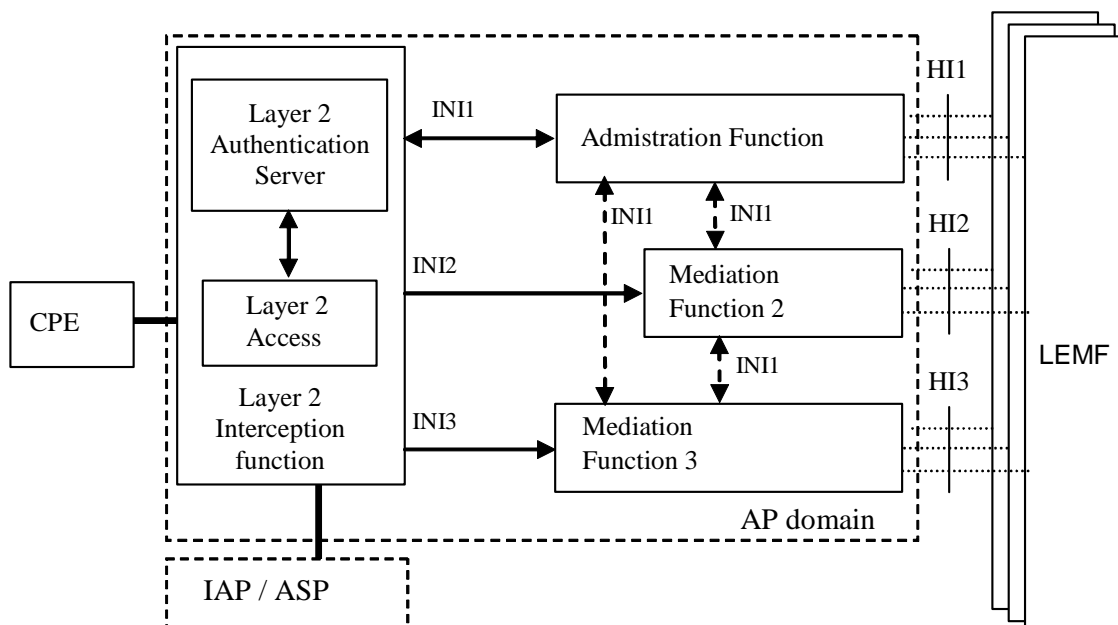 HI1
Layer 2
Authentication
Server
INI1
Admistration Function
INI1
INI1
HI2
INI2
Mediation
Function 2
CPE
Layer 2
Access
LEMF
INI1
HI3
Layer 2
Interception
function
INI3
Mediation
Function 3
AP domain
IAP / ASP